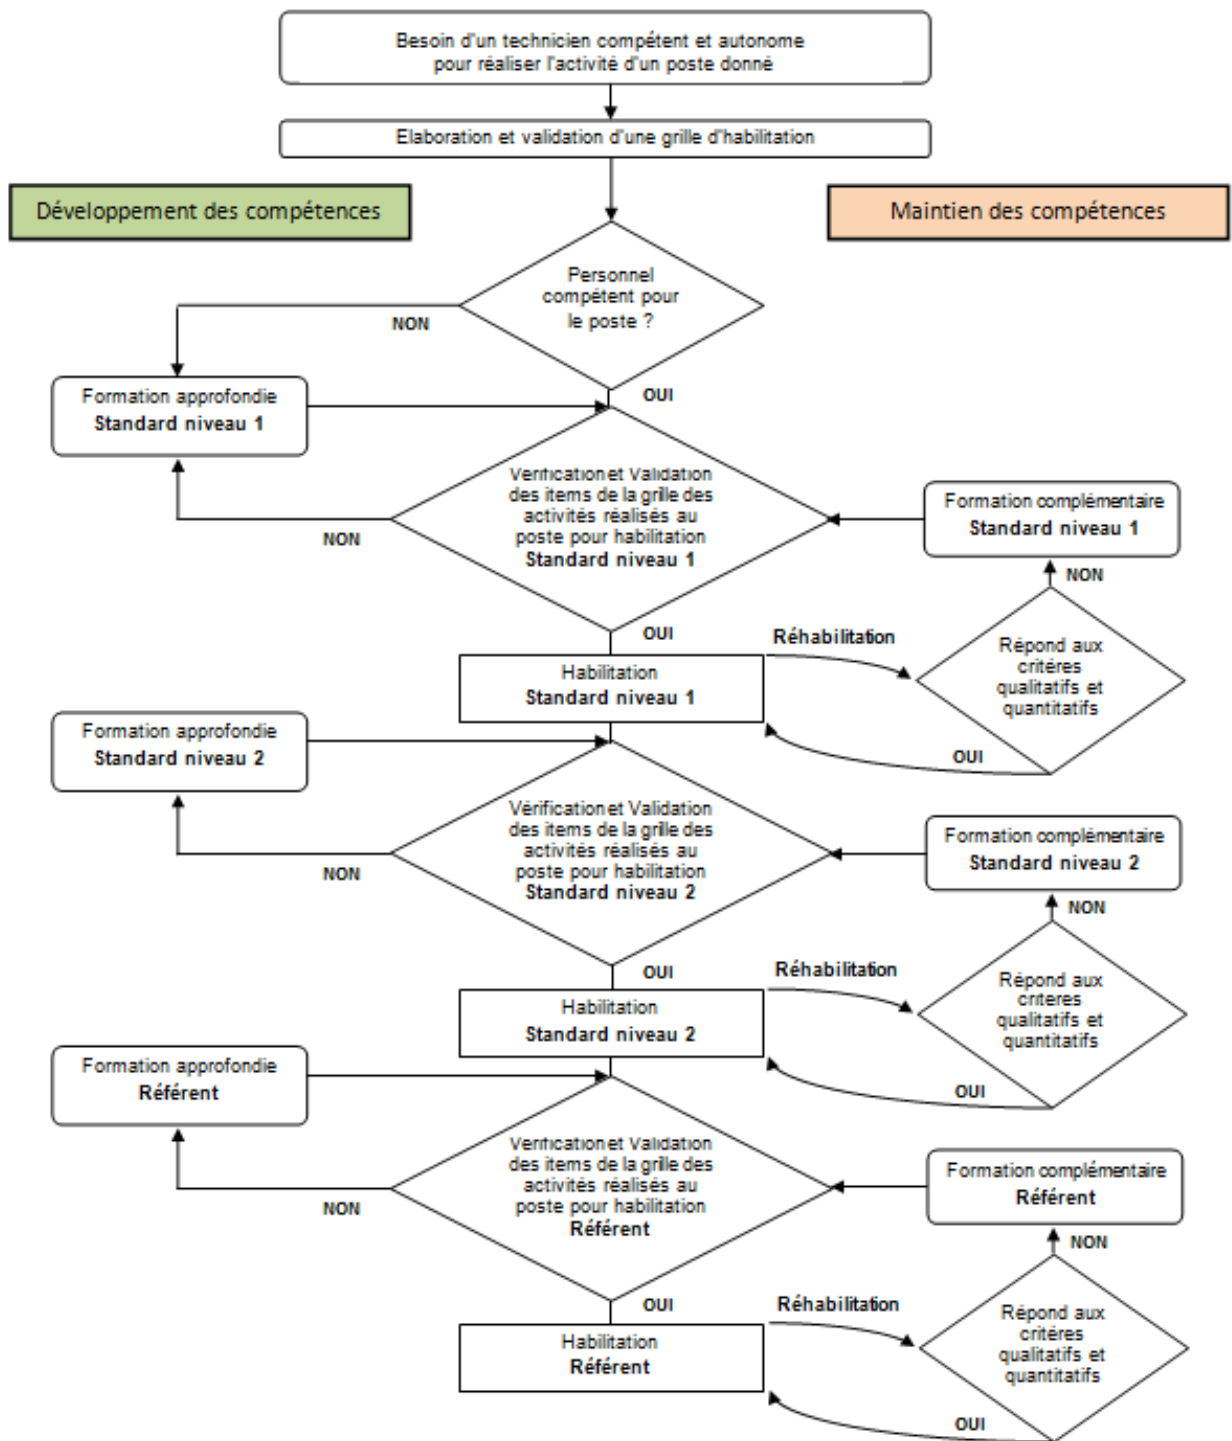 Besoin d'un technicien compétent et autonome
pour réaliser l'activité d'un poste donné
Elaboration et validation d'une grille d'habilitation
Développement des compétences
Maintien des compétences
Personnel
compétent pour
le poste ?
NON
OUI
Formation approfondie
Standard niveau 1
Vérification et Validation
des items de la grille des
activités réalisés au
poste pour habilitation
Standard niveau 1
NON
Formation complémentaire
Standard niveau 1
NON
OUI
Réhabilitation
Répond aux
critéres
qualitatifs et
quantitatifs
Habilitation
Standard niveau 1
OUI
Formation approfondie
Standard niveau 2
Vérification et Validation
des items de la grille des
activités réalisés au
poste pour habilitation
Standard niveau 2
NON
Formation complémentaire
Standard niveau 2
NON
OUI
Réhabilitation
Répond aux
critères
qualitatifs et
quantitatifs
Habilitation
Standard niveau 2
OUI
Formation approfondie
Référent
Vérification et Validation
des items de la grille des
activités réalisés au
poste pour habilitation
Référent
NON
Formation complémentaire
Référent
NON
OUI
Réhabilitation
Répond aux
critéres
qualitatifs et
quantitatifs
Habilitation
Référent
OUI